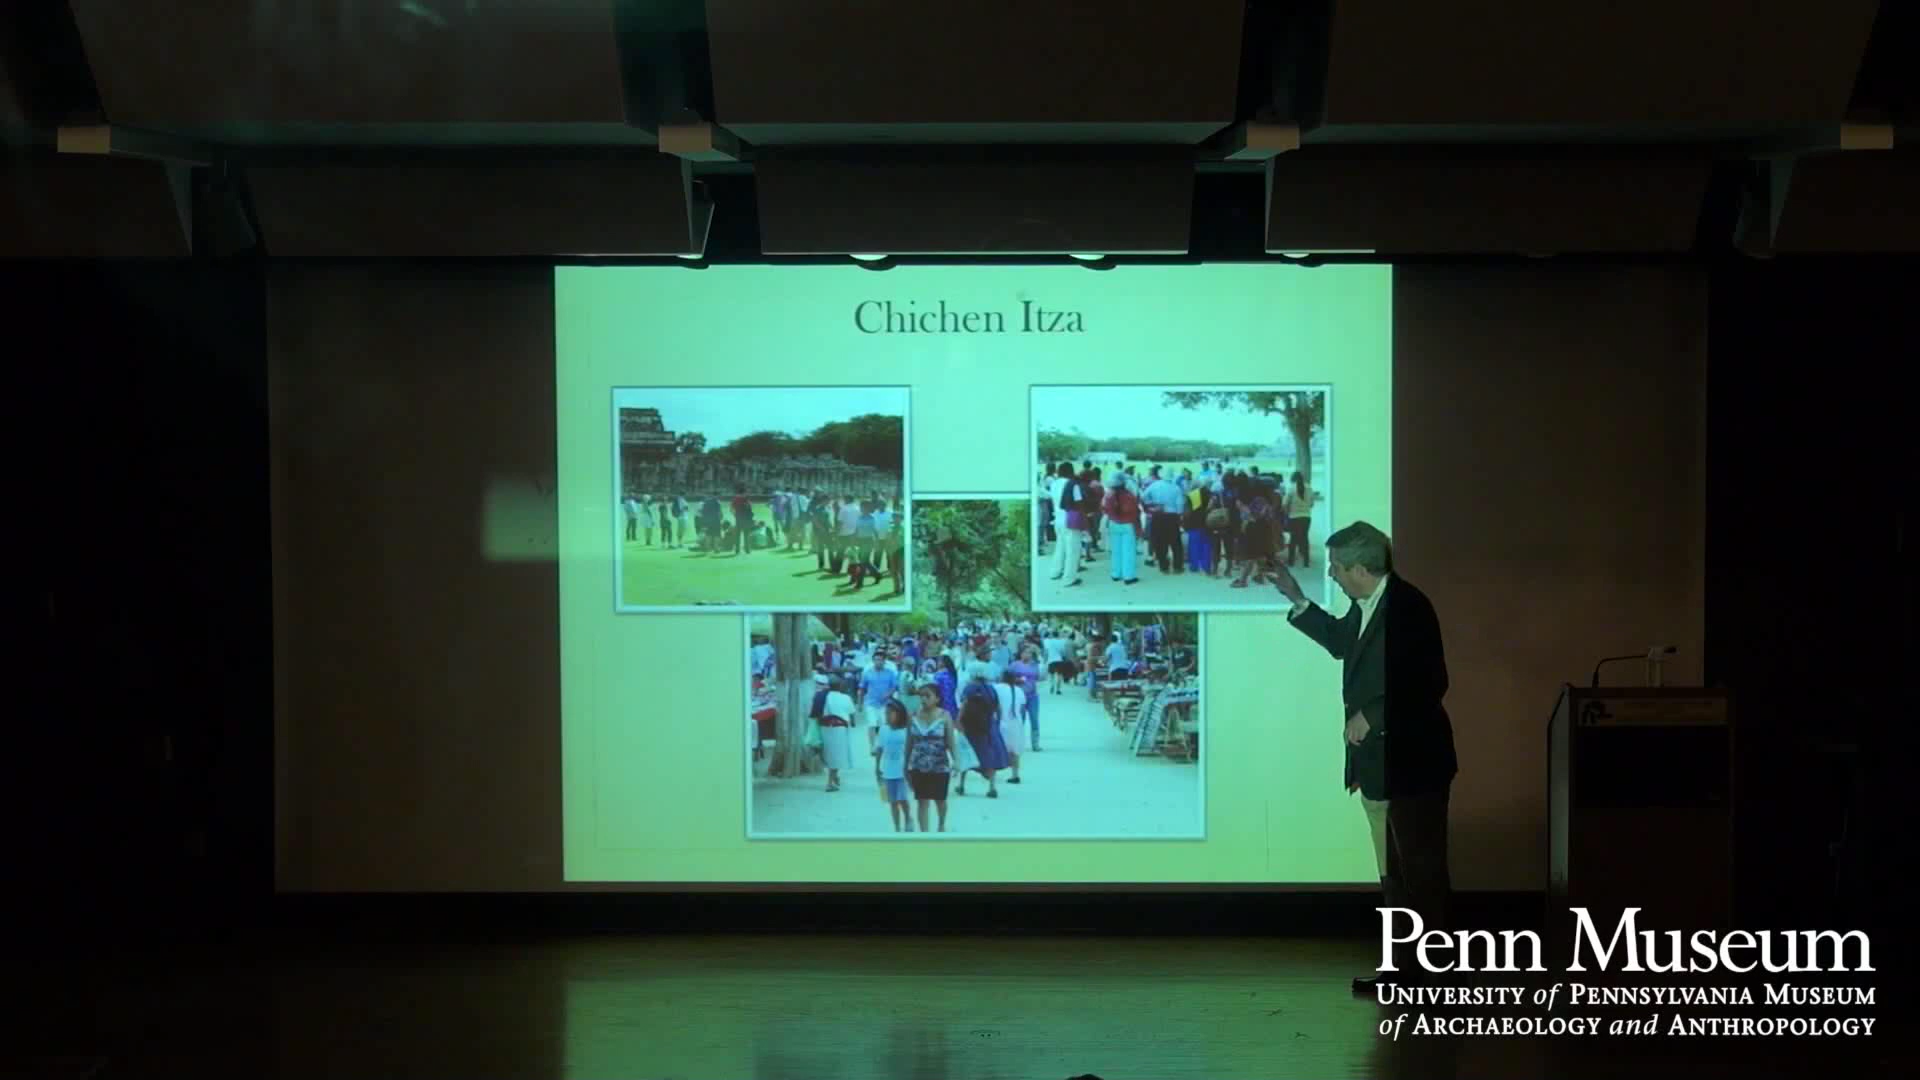 Chichen Itza
Penn Museum
University of Pennsylvania Museum
of Archaeology and Anthropology